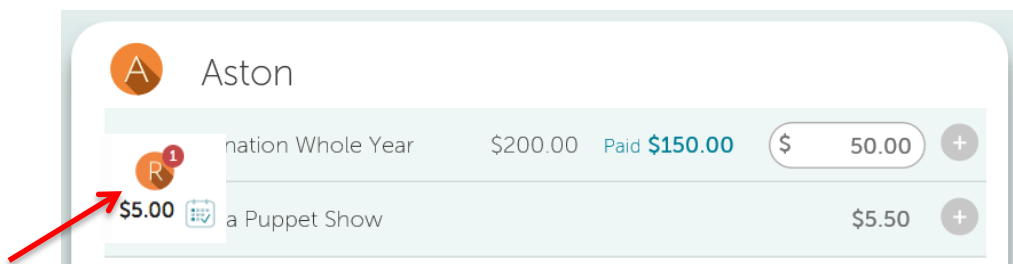 A Aston
nation Whole Year $200.00 Paid $150.00 $ 50.00 +
R 1
$5.00
a Puppet Show $5.50 +